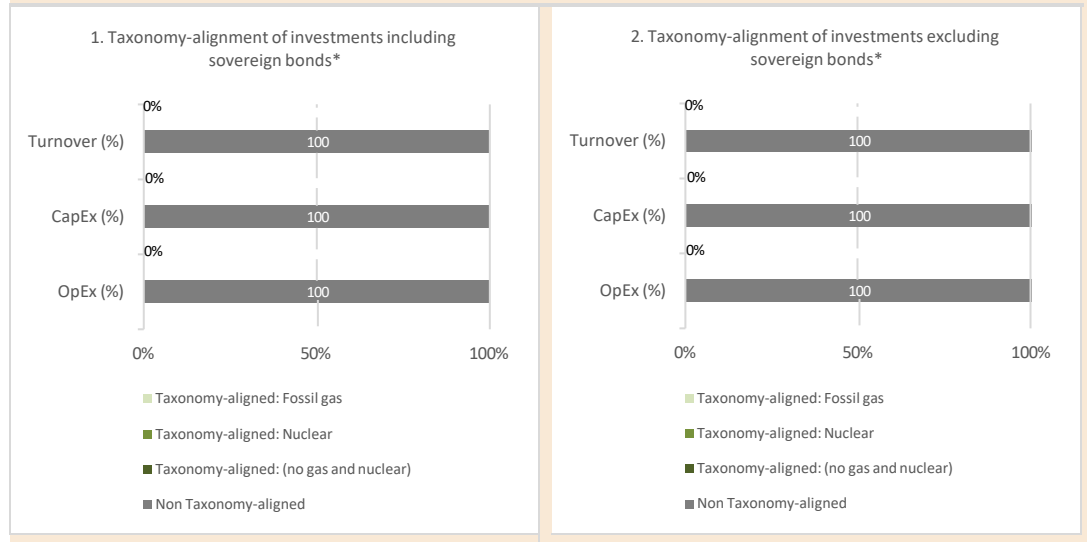 1. Taxonomy-alignment of investments including
sovereign bonds*
0%
Turnover (%)
100
0%
CapEx (%)
100
0%
OpEx (%)
100
0%
50%
100%
Taxonomy-aligned: Fossil gas
Taxonomy-aligned: Nuclear
Taxonomy-aligned: (no gas and nuclear)
Non Taxonomy-aligned
2. Taxonomy-alignment of investments excluding
sovereign bonds*
0%
Turnover (%)
100
0%
CapEx (%)
100
0%
OpEx (%)
100
0%
50%
100%
Taxonomy-aligned: Fossil gas
Taxonomy-aligned: Nuclear
Taxonomy-aligned: (no gas and nuclear)
Non Taxonomy-aligned